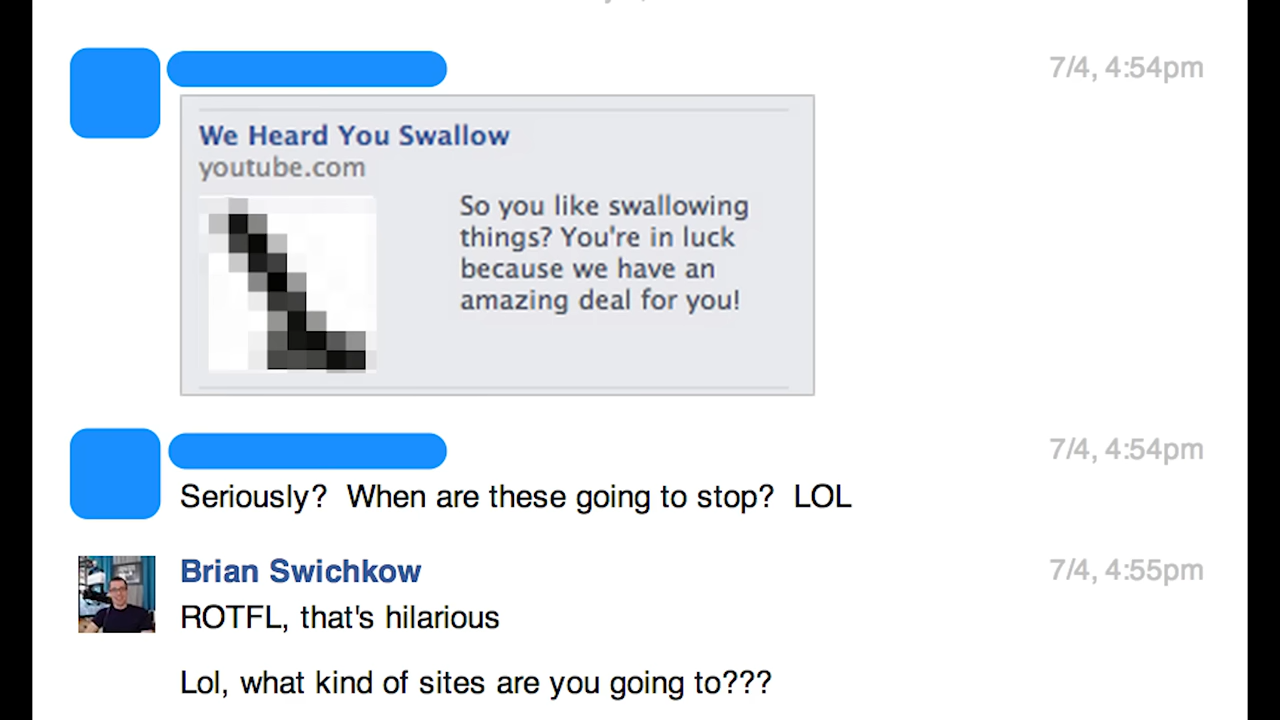 7/4, 4:54pm
We Heard You Swallow
youtube.com
So you like swallowing
things? You're in luck
because we have an
amazing deal for you!
7/4, 4:54pm
Seriously?  When are these going to stop?  LOL
Brian Swichkow
7/4, 4:55pm
ROTFL, that's hilarious
Lol, what kind of sites are you going to???